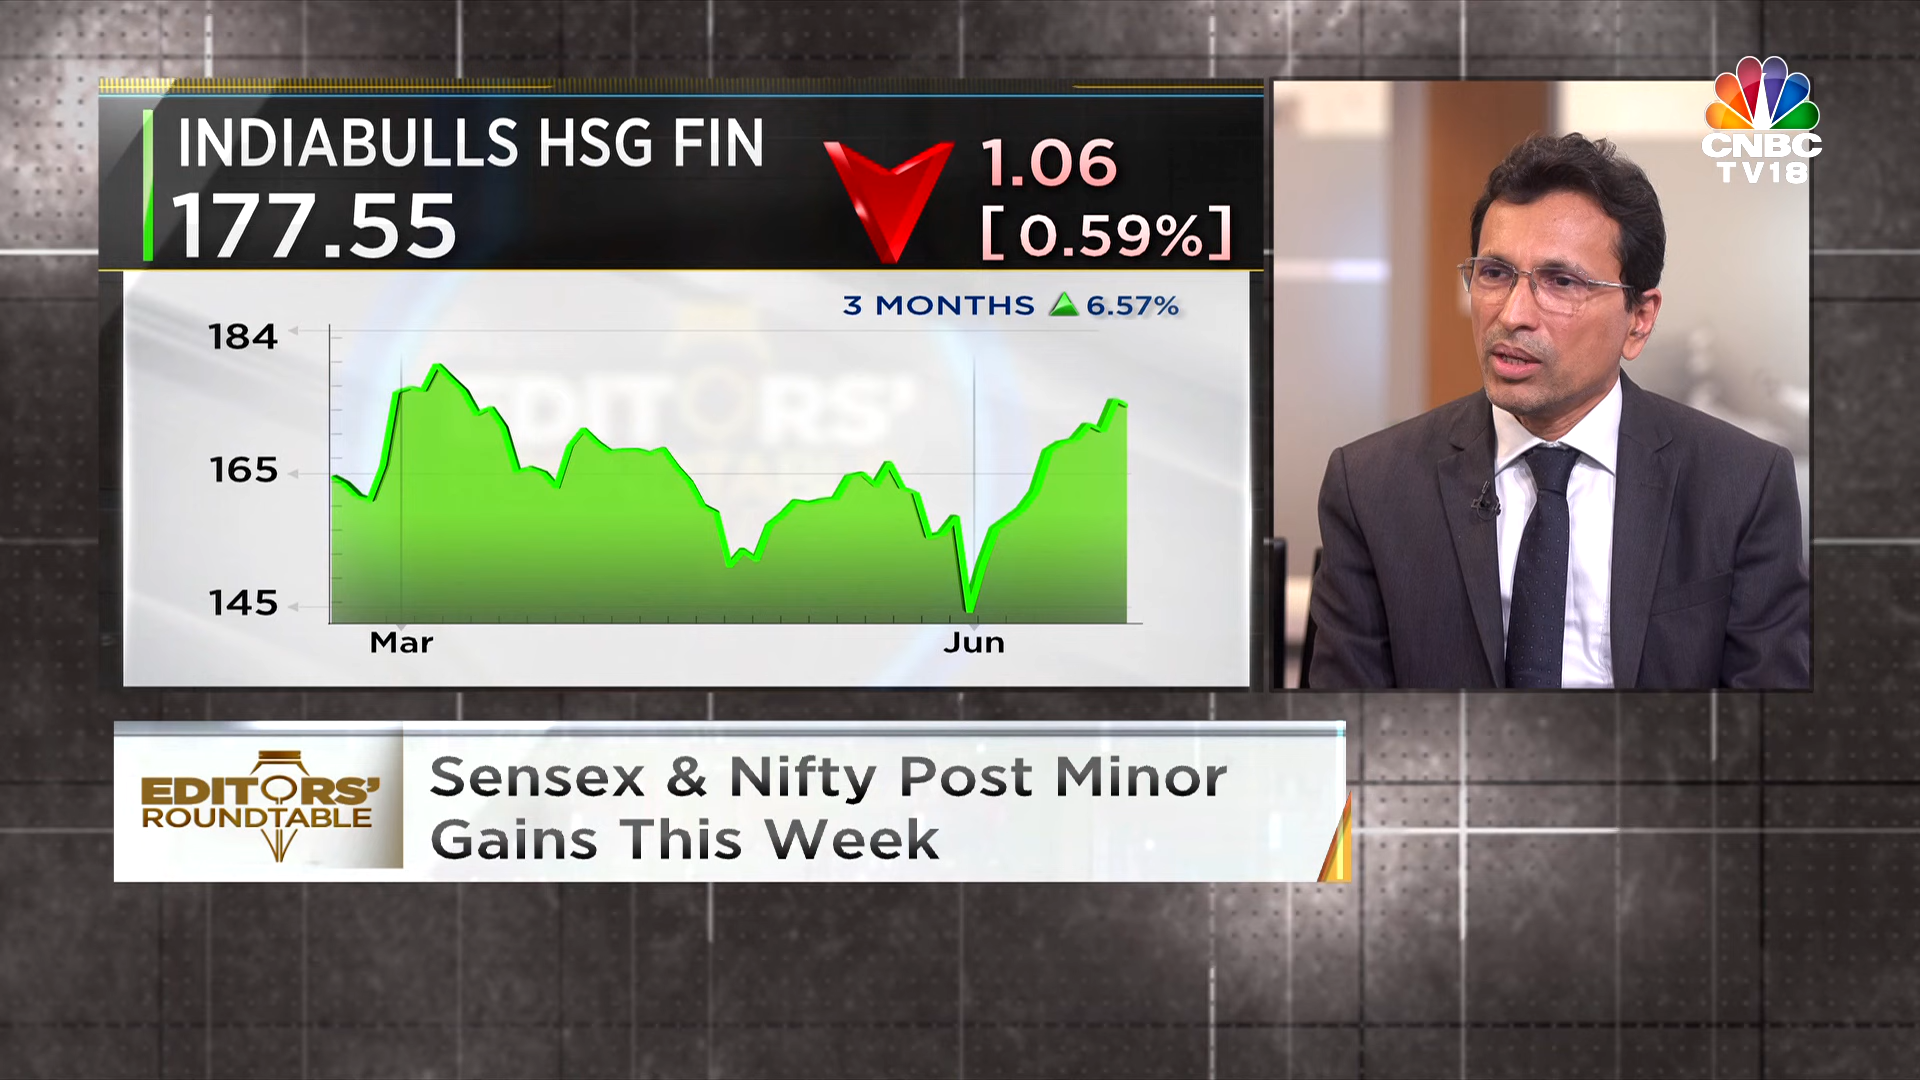 INDIABULLS HSG FIN
177.55
1.06
[0.59%]
CNBC
TV18
3 MONTHS 6.57%
184
165
145
Mar
Jun
EDITORS'
EDITORS'
ROUNDTABLE
Sensex & Nifty Post Minor
Gains This Week